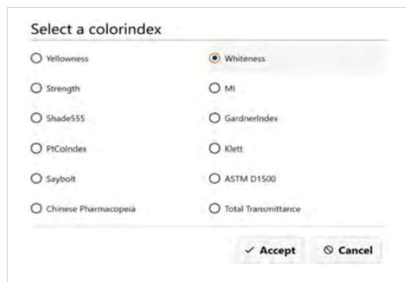 Select a colorindex
Yellowness Whiteness
Strength MI
Shade555 GardnerIndex
PtCoIndex Klett
Saybolt ASTM D1500
Chinese Pharmacopeia Total Transmittance
Accept Cancel